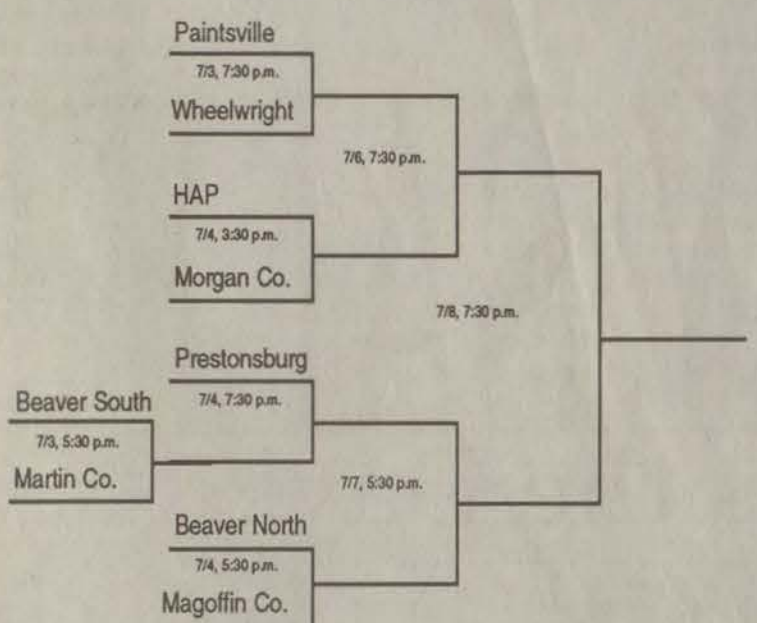 Paintsville
7/3, 7:30 p.m.
Wheelwright
7/6, 7:30 p.m.
HAP
7/4, 3:30 p.m.
Morgan Co.
7/8, 7:30 p.m.
Prestonsburg
7/4, 7:30 p.m.
Beaver South
7/3, 5:30 p.m.
Martin Co.
7/7, 5:30 p.m.
Beaver North
7/4, 5:30 p.m.
Magoffin Co.